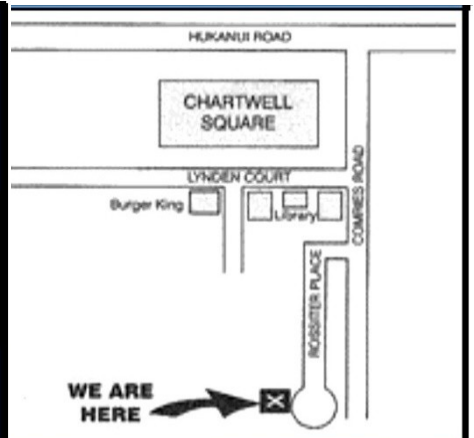 HUKANUI ROAD
CHARTWELL
SQUARE
LYNDEN COURT
COMRIES ROAD
Burger King
Library
ROSSITER PLACE
WE ARE
HERE